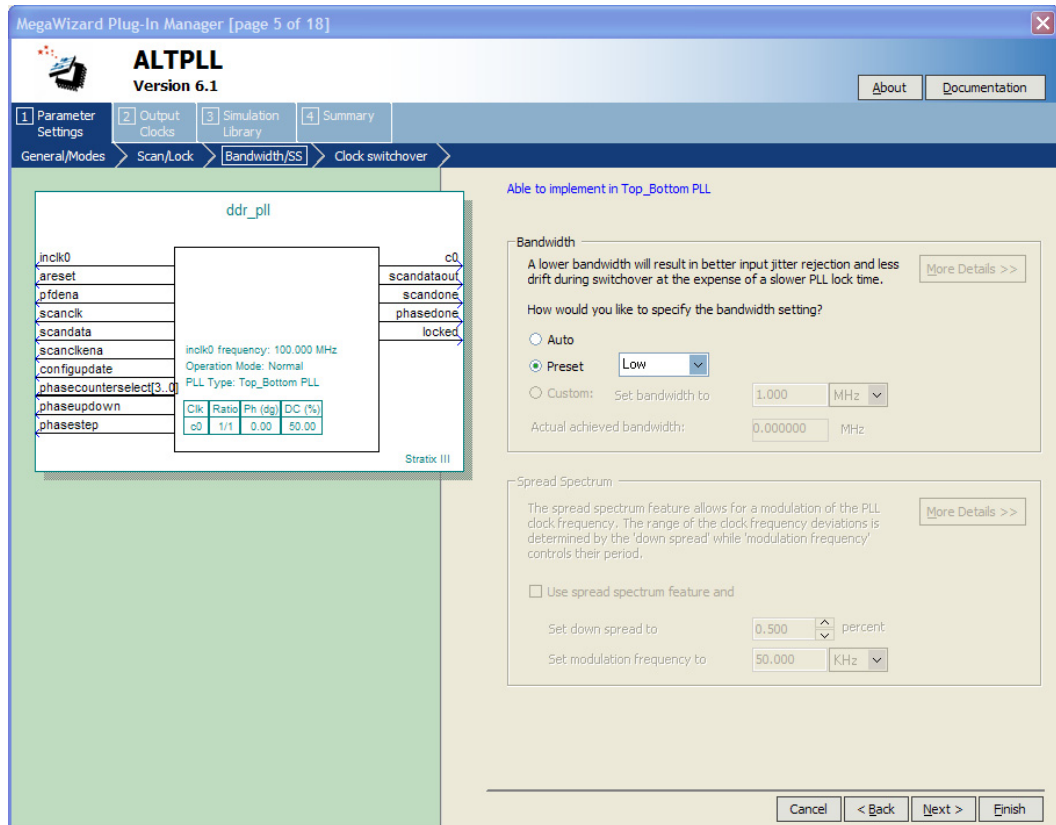 MegaWizard Plug-In Manager [page 5 of 18]
ALTPLL
Version 6.1
About
Documentation
1 Parameter Settings
2 Output Clocks
3 Simulation Library
4 Summary
General/Modes
Scan/Lock
Bandwidth/SS
Clock switchover
ddr_pll
inclk0
areset
pfdena
scanclk
scandata
scanclkena
configupdate
phasecounterselect[3..0]
phaseupdown
phasestep
c0
scandataout
scandone
phasedone
locked
inclk0 frequency: 100.000 MHz
Operation Mode: Normal
PLL Type: Top_Bottom PLL
Clk Ratio Ph (dg) DC (%)
c0 1/1 0.00 50.00
Stratix III
Able to implement in Top_Bottom PLL
Bandwidth
A lower bandwidth will result in better input jitter rejection and less
drift during switchover at the expense of a slower PLL lock time.
More Details >>
How would you like to specify the bandwidth setting?
Auto
Preset Low
Custom: Set bandwidth to 1.000 MHz
Actual achieved bandwidth: 0.000000 MHz
Spread Spectrum
The spread spectrum feature allows for a modulation of the PLL
clock frequency. The range of the clock frequency deviations is
determined by the 'down spread' while 'modulation frequency'
controls their period.
More Details >>
Use spread spectrum feature and
Set down spread to 0.500 percent
Set modulation frequency to 50.000 KHz
Cancel
< Back
Next >
Finish